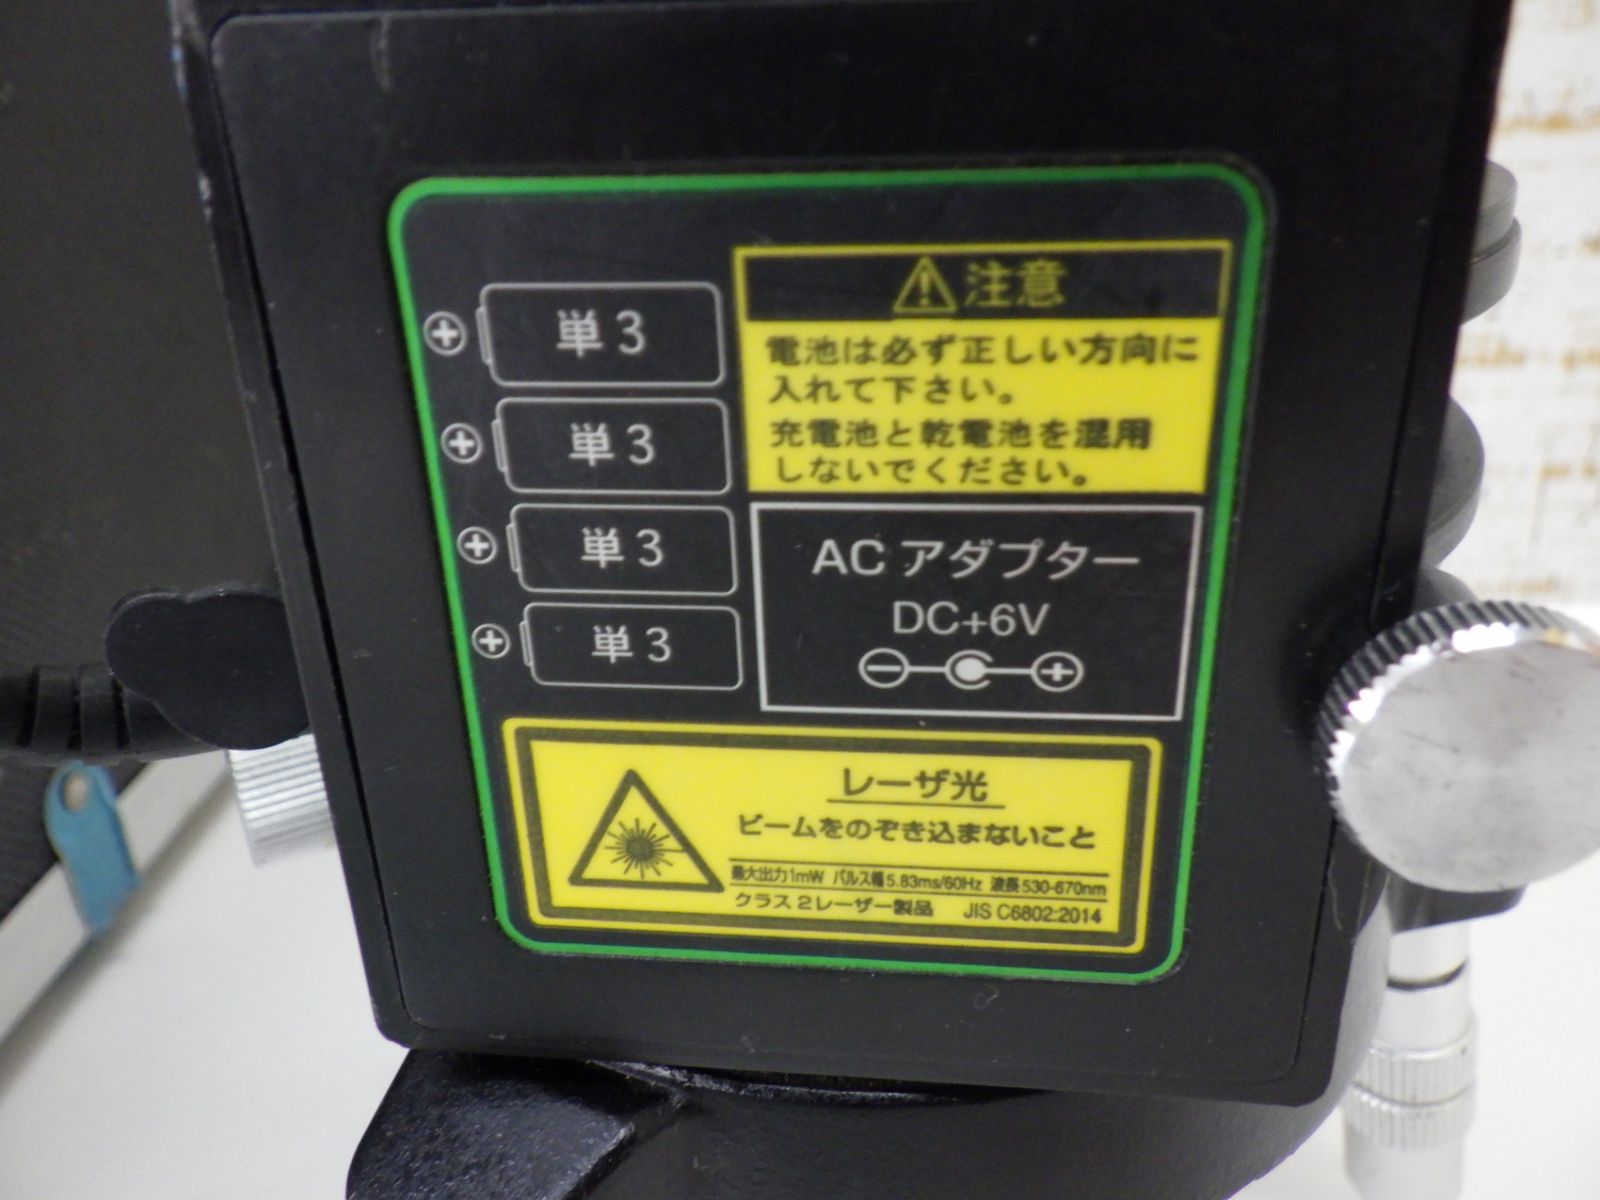 単3
単3
単3
単3
注意
電池は必ず正しい方向に
入れて下さい。
充電池と乾電池を混用
しないでください。
AC アダプター
DC+6V
レーザ光
ビームをのぞき込まないこと
最大出力1mW パルス幅5.83ms/60Hz 波長530-670nm
クラス2レーザー製品 JIS C6802:2014